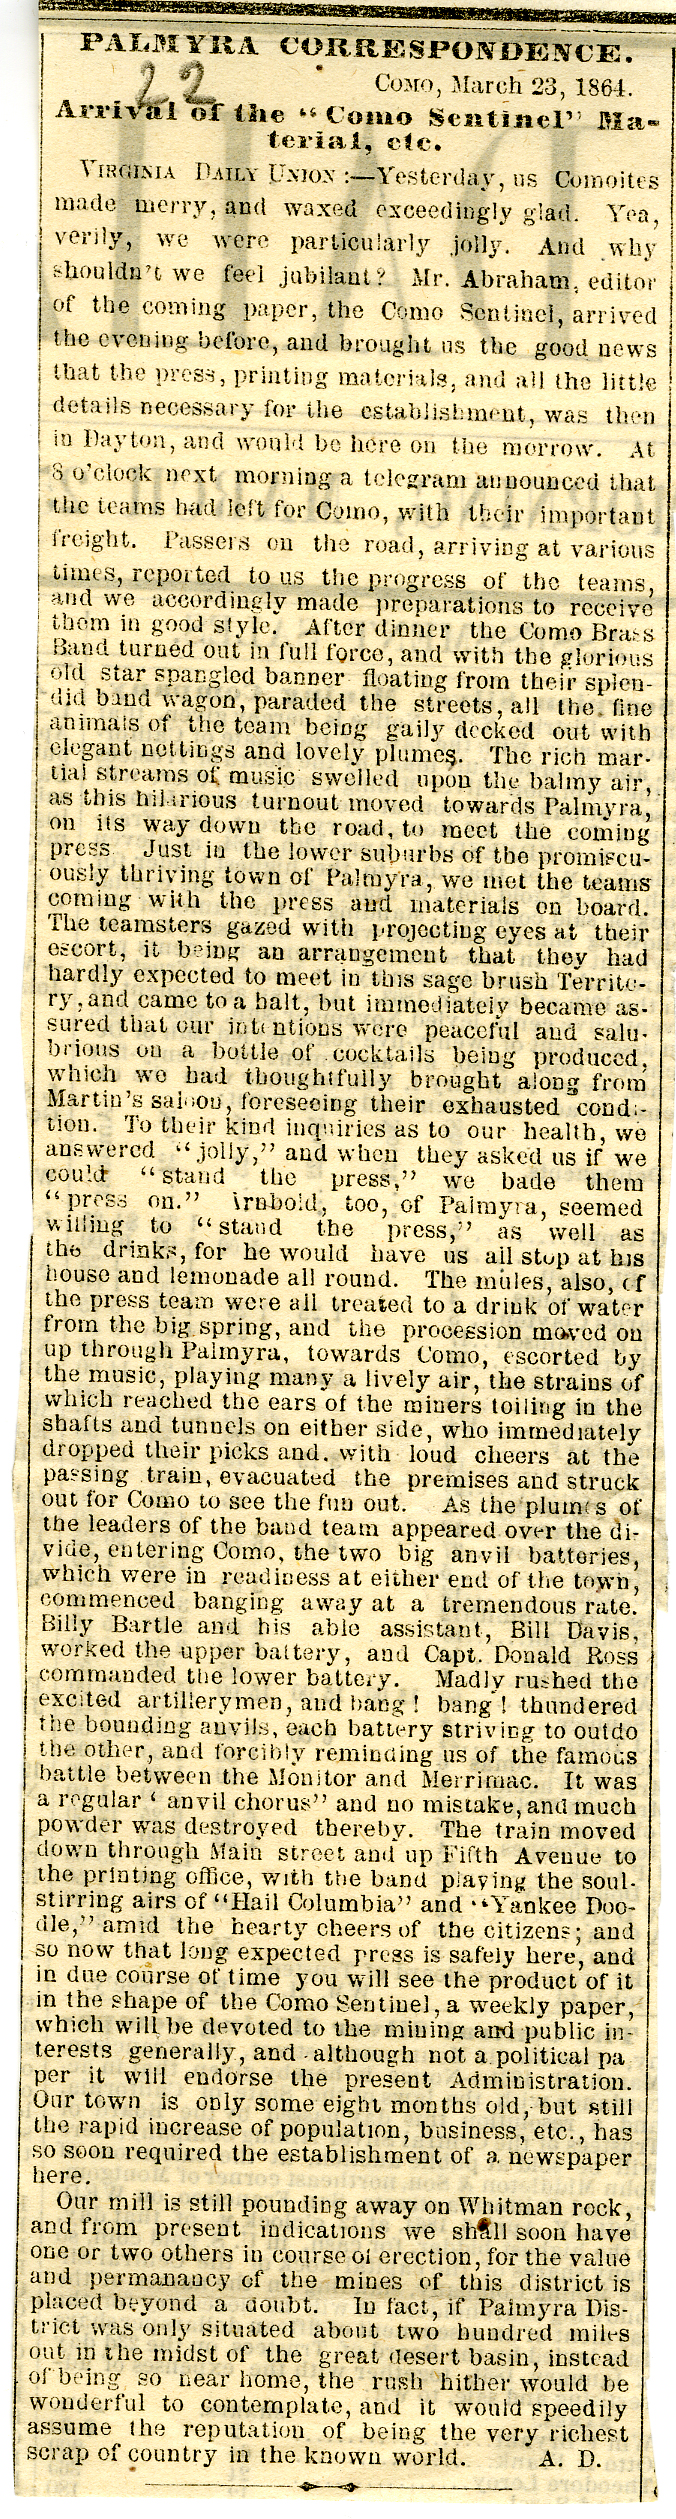 PALMYRA CORRESPONDENCE.
22
COMO, March 23, 1864.
Arrival of the "Como Sentinel" Ma-
terial, etc.
VIRGINIA DAILY UNION :—Yesterday, us Comoites
made merry, and waxed exceedingly glad. Yea,
verily, we were particularly jolly. And why
shouldn't we feel jubilant? Mr. Abraham, editor
of the coming paper, the Como Sentinel, arrived
the evening before, and brought us the good news
that the press, printing materials, and all the little
details necessary for the establishment, was then
in Dayton, and would be here on the morrow. At
8 o'clock next morning a telegram announced that
the teams had left for Como, with their important
freight. Passers on the road, arriving at various
times, reported to us the progress of the teams,
and we accordingly made preparations to receive
them in good style. After dinner the Como Brass
Band turned out in full force, and with the glorious
old star spangled banner floating from their splen-
did band wagon, paraded the streets, all the fine
animals of the team being gaily decked out with
elegant nettings and lovely plumes. The rich mar-
tial streams of music swelled upon the balmy air,
as this hilarious turnout moved towards Palmyra,
on its way down the road, to meet the coming
press. Just in the lower suburbs of the promiscu-
ously thriving town of Palmyra, we met the teams
coming with the press and materials on board.
The teamsters gazed with projecting eyes at their
escort, it being an arrangement that they had
hardly expected to meet in this sage brush Territo-
ry, and came to a halt, but immediately became as-
sured that our intentions were peaceful and salu-
brious on a bottle of cocktails being produced,
which we had thoughtfully brought along from
Martin's saloon, foreseeing their exhausted condi-
tion. To their kind inquiries as to our health, we
answered "jolly," and when they asked us if we
could "stand the press," we bade them
"press on." Arnbold, too, of Palmyra, seemed
willing to "stand the press," as well as
the drinks, for he would have us all stop at his
house and lemonade all round. The mules, also, of
the press team were all treated to a drink of water
from the big spring, and the procession moved on
up through Palmyra, towards Como, escorted by
the music, playing many a lively air, the strains of
which reached the ears of the miners toiling in the
shafts and tunnels on either side, who immediately
dropped their picks and, with loud cheers at the
passing train, evacuated the premises and struck
out for Como to see the fun out. As the plumes of
the leaders of the band team appeared over the di-
vide, entering Como, the two big anvil batteries,
which were in readiness at either end of the town,
commenced banging away at a tremendous rate.
Billy Bartle and his able assistant, Bill Davis,
worked the upper battery, and Capt. Donald Ross
commanded the lower battery. Madly rushed the
excited artillerymen, and bang! bang! thundered
the bounding anvils, each battery striving to outdo
the other, and forcibly reminding us of the famous
battle between the Monitor and Merrimac. It was
a regular ' anvil chorus" and no mistake, and much
powder was destroyed thereby. The train moved
down through Main street and up Fifth Avenue to
the printing office, with the band playing the soul-
stirring airs of "Hail Columbia" and "Yankee Doo-
dle," amid the hearty cheers of the citizens; and
so now that long expected press is safely here, and
in due course of time you will see the product of it
in the shape of the Como Sentinel, a weekly paper,
which will be devoted to the mining and public in-
terests generally, and although not a political pa
per it will endorse the present Administration.
Our town is only some eight months old, but still
the rapid increase of population, business, etc., has
so soon required the establishment of a newspaper
here.
Our mill is still pounding away on Whitman rock,
and from present indications we shall soon have
one or two others in course of erection, for the value
and permanancy of the mines of this district is
placed beyond a doubt. In fact, if Palmyra Dis-
trict was only situated about two hundred miles
out in the midst of the great desert basin, instead
of being so near home, the rush hither would be
wonderful to contemplate, and it would speedily
assume the reputation of being the very richest
scrap of country in the known world. A. D.